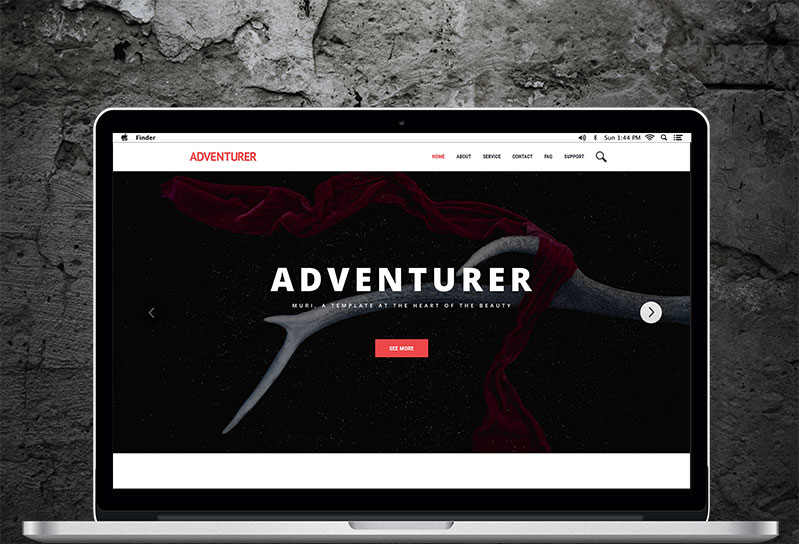 Finder Sun 1:44 PM
ADVENTURER HOME ABOUT SERVICE CONTACT FAQ SUPPORT
ADVENTURER
MURI, A TEMPLATE AT THE HEART OF THE BEAUTY
SEE MORE